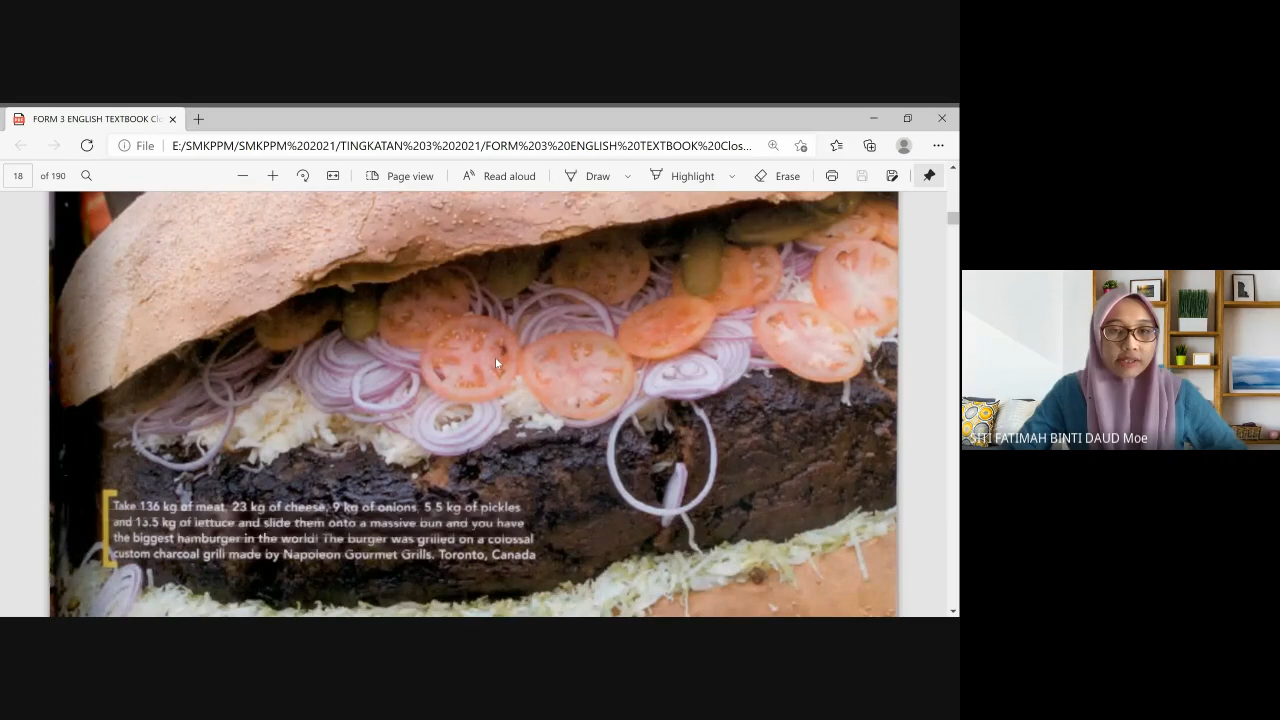 FORM 3 ENGLISH TEXTBOOK Clo
File
E:/SMKPPM/SMKPPM%202021/TINGKATAN%203%202021/FORM%203%20ENGLISH%20TEXTBOOK%20Clos...
18 of 190
Page view
Read aloud
Draw
Highlight
Erase
Take 136 kg of meat, 23 kg of cheese, 9 kg of onions, 5.5 kg of pickles
and 13.5 kg of lettuce and slide them onto a massive bun and you have
the biggest hamburger in the world! The burger was grilled on a colossal
custom charcoal grill made by Napoleon Gourmet Grills. Toronto, Canada
SITI FATIMAH BINTI DAUD Moe